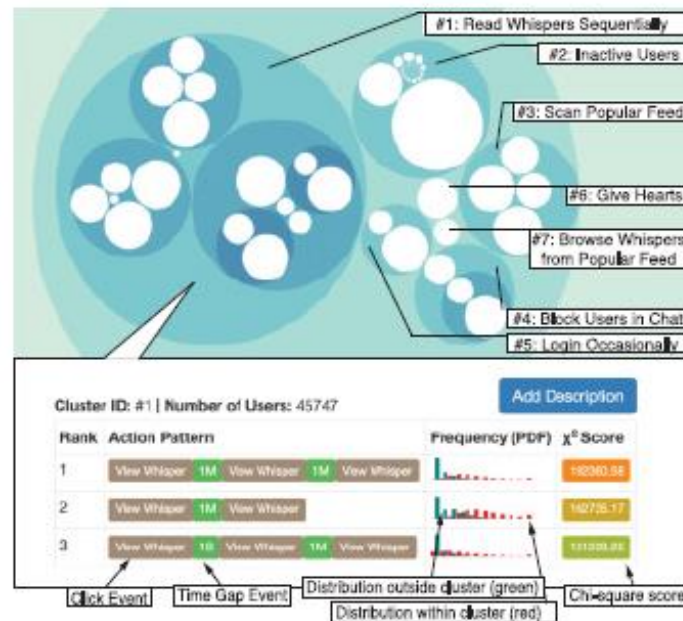 #1: Read Whispers Sequentially
#2: Inactive Users
#3: Scan Popular Feed
#6: Give Hearts
#7: Browse Whispers
from Popular Feed
#4: Block Users in Chat
#5: Login Occasionally
Cluster ID: #1 | Number of Users: 45747
Add Description
Rank Action Pattern Frequency (PDF) χ² Score
1 View Whisper 1M View Whisper 1M View Whisper
2 View Whisper 1M View Whisper
3 View Whisper 1S View Whisper 1M View Whisper
Click Event
Time Gap Event
Distribution outside cluster (green)
Distribution within cluster (red)
Chi-square score